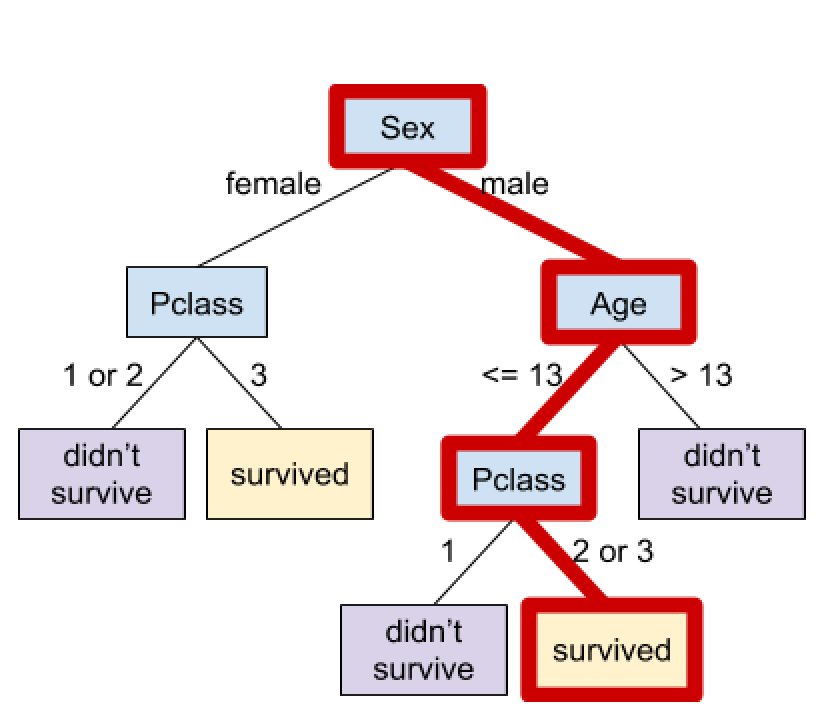 Sex
female
male
Pclass
Age
1 or 2
3
<= 13
> 13
didn't
survive
survived
Pclass
didn't
survive
1
2 or 3
didn't
survive
survived